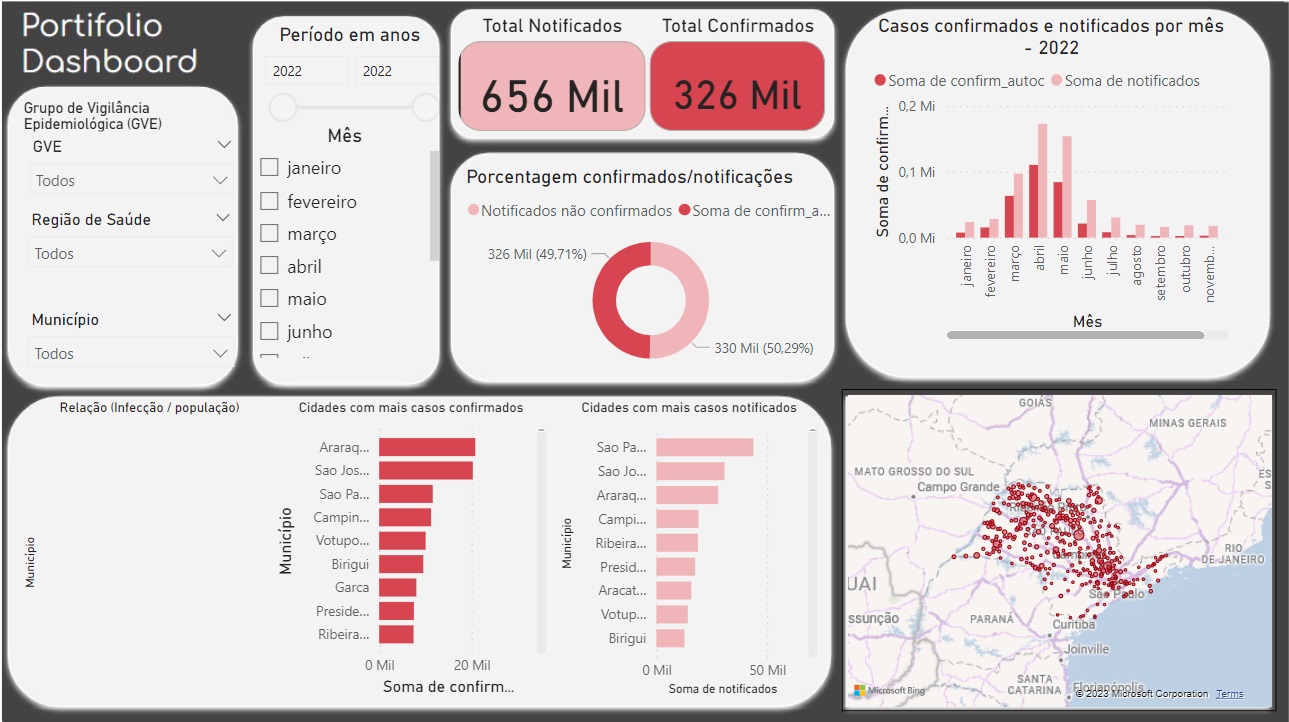 Portifolio
Dashboard
Grupo de Vigilância
Epidemiológica (GVE)
GVE
Todos
Região de Saúde
Todos
Município
Todos
Período em anos
2022 2022
Mês
janeiro
fevereiro
março
abril
maio
junho
Total Notificados
656 Mil
Total Confirmados
326 Mil
Porcentagem confirmados/notificações
Notificados não confirmados Soma de confirm_a...
326 Mil (49,71%)
330 Mil (50,29%)
Casos confirmados e notificados por mês
- 2022
Soma de confirm_autoc Soma de notificados
Soma de confirm...
0,2 Mi
0,1 Mi
0,0 Mi
janeiro
fevereiro
março
abril
maio
junho
julho
agosto
setembro
outubro
novemb...
Mês
Relação (Infecção / população)
Município
Cidades com mais casos confirmados
Município
Araraq...
Sao Jos...
Sao Pa...
Campin...
Votupo...
Birigui
Garca
Preside...
Ribeira...
0 Mil 20 Mil
Soma de confirm...
Cidades com mais casos notificados
Município
Sao Pa...
Sao Jo...
Araraq...
Campi...
Ribeira...
Presid...
Aracat...
Votup...
Birigui
0 Mil 50 Mil
Soma de notificados
GOIÁS
MINAS GERAIS
MATO GROSSO DO SUL
Campo Grande
RIO
DE JANEIRO
UAI
São Paulo
ssunção
PARANÁ
Curitiba
Joinville
SANTA
CATARINA
Florianópolis
Microsoft Bing
© 2023 Microsoft Corporation Terms